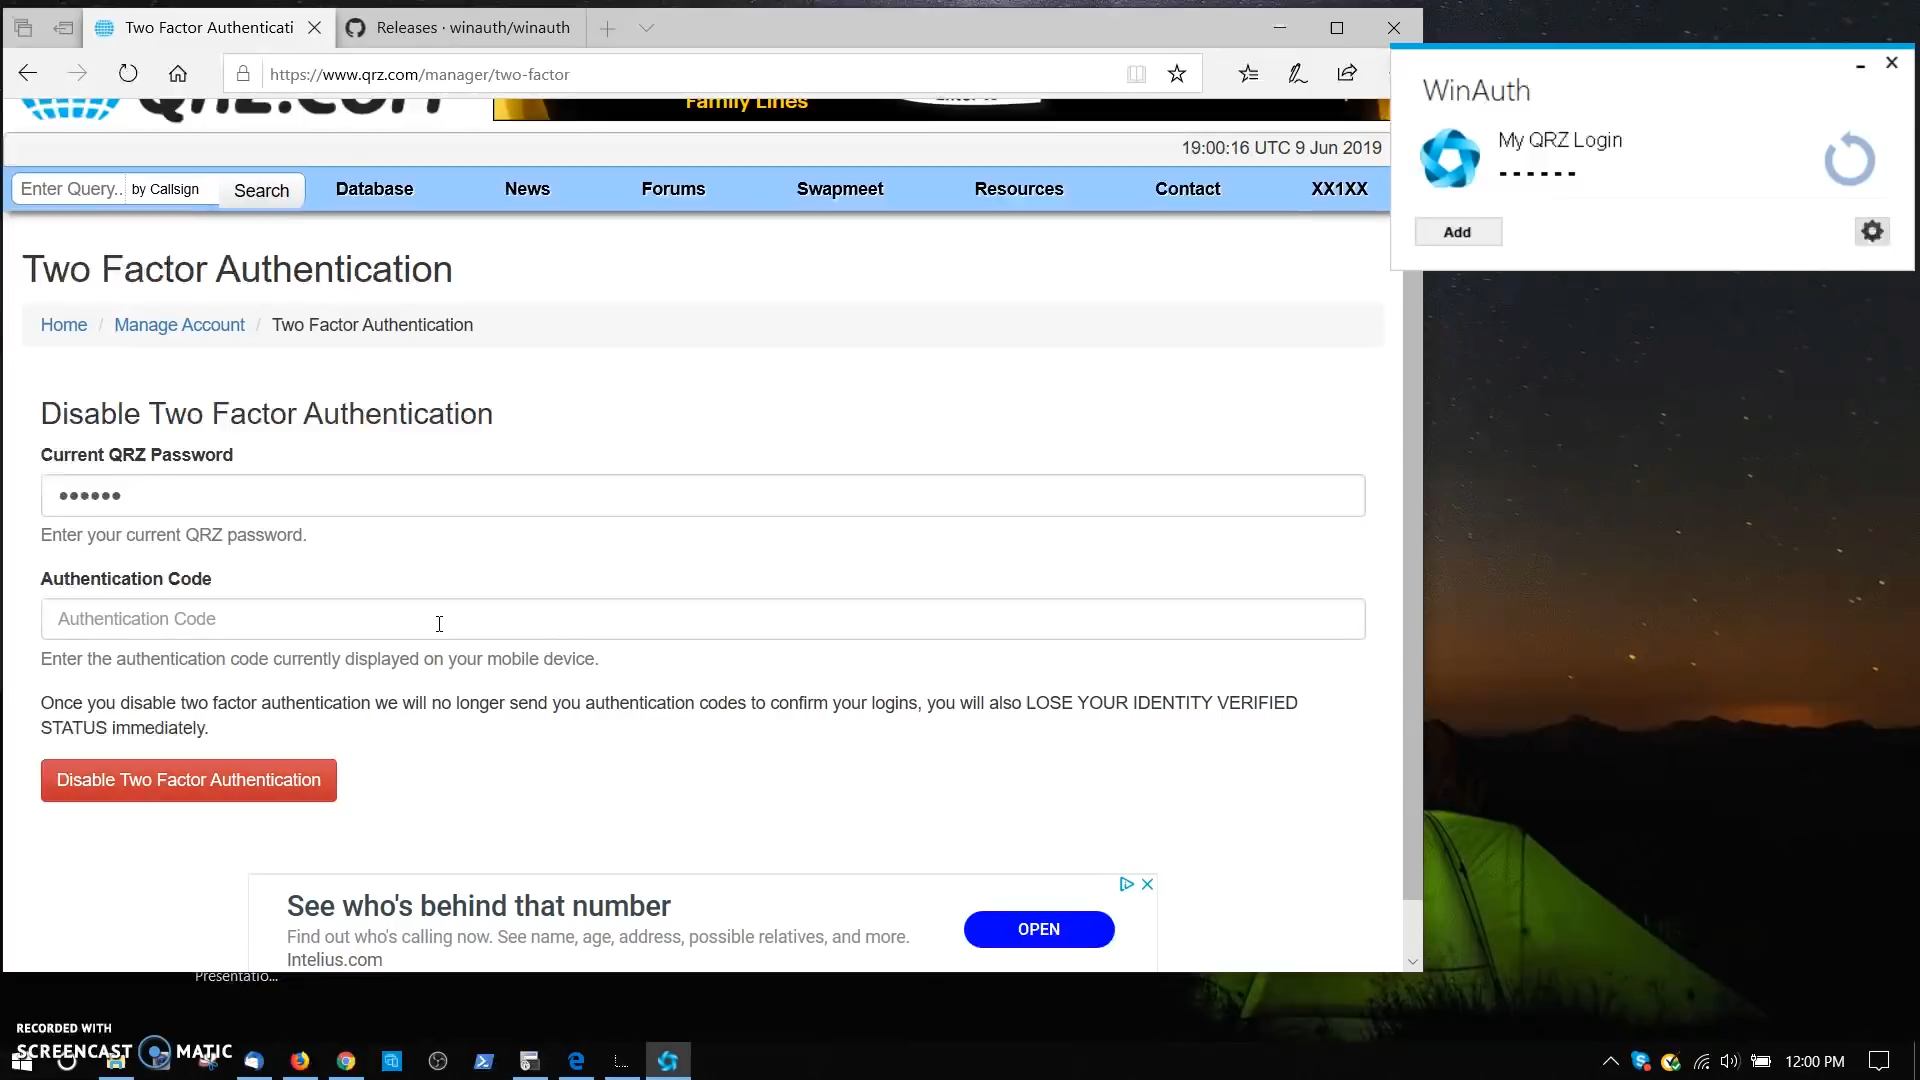 Two Factor Authenticati
Releases · winauth/winauth
https://www.qrz.com/manager/two-factor
QRZ.COM
Family Lines
19:00:16 UTC 9 Jun 2019
Enter Query.. by Callsign Search Database News Forums Swapmeet Resources Contact XX1XX
Two Factor Authentication
Home / Manage Account / Two Factor Authentication
Disable Two Factor Authentication
Current QRZ Password
••••••
Enter your current QRZ password.
Authentication Code
Authentication Code
Enter the authentication code currently displayed on your mobile device.
Once you disable two factor authentication we will no longer send you authentication codes to confirm your logins, you will also LOSE YOUR IDENTITY VERIFIED
STATUS immediately.
Disable Two Factor Authentication
See who's behind that number
Find out who's calling now. See name, age, address, possible relatives, and more.
Intelius.com
OPEN
WinAuth
My QRZ Login
- - - - - -
Add
Presentatio...
RECORDED WITH
SCREENCAST MATIC
12:00 PM